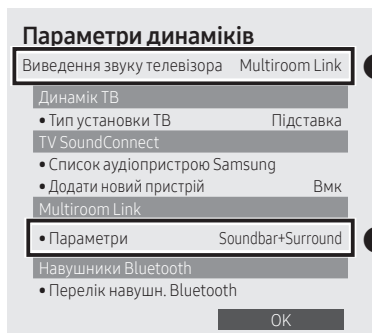 Параметри динаміків
Виведення звуку телевізора Multiroom Link
Динамік ТВ
• Тип установки ТВ Підставка
TV SoundConnect
• Список аудіопристрою Samsung
• Додати новий пристрій Вмк
Multiroom Link
• Параметри Soundbar+Surround
Навушники Bluetooth
• Перелік навушн. Bluetooth
OK